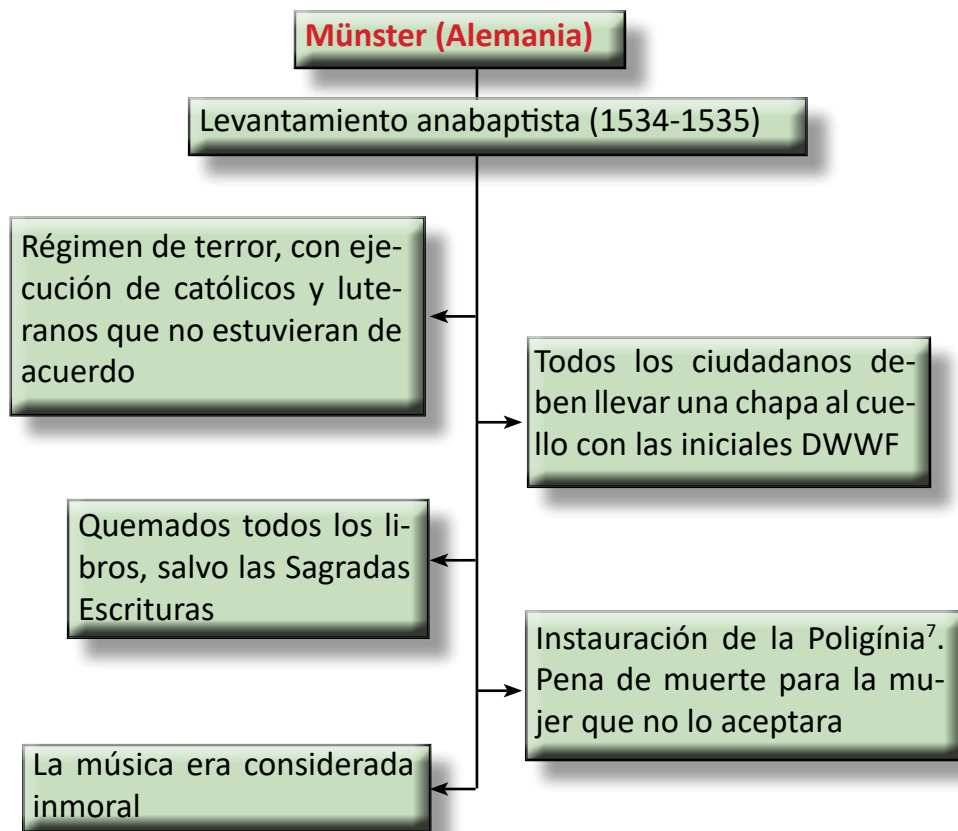 Münster (Alemania)
Levantamiento anabaptista (1534-1535)
Régimen de terror, con eje-
cución de católicos y lute-
ranos que no estuvieran de
acuerdo
Todos los ciudadanos de-
ben llevar una chapa al cue-
llo con las iniciales DWWF
Quemados todos los li-
bros, salvo las Sagradas
Escrituras
Instauración de la Poligínia⁷.
Pena de muerte para la mu-
jer que no lo aceptara
La música era considerada
inmoral